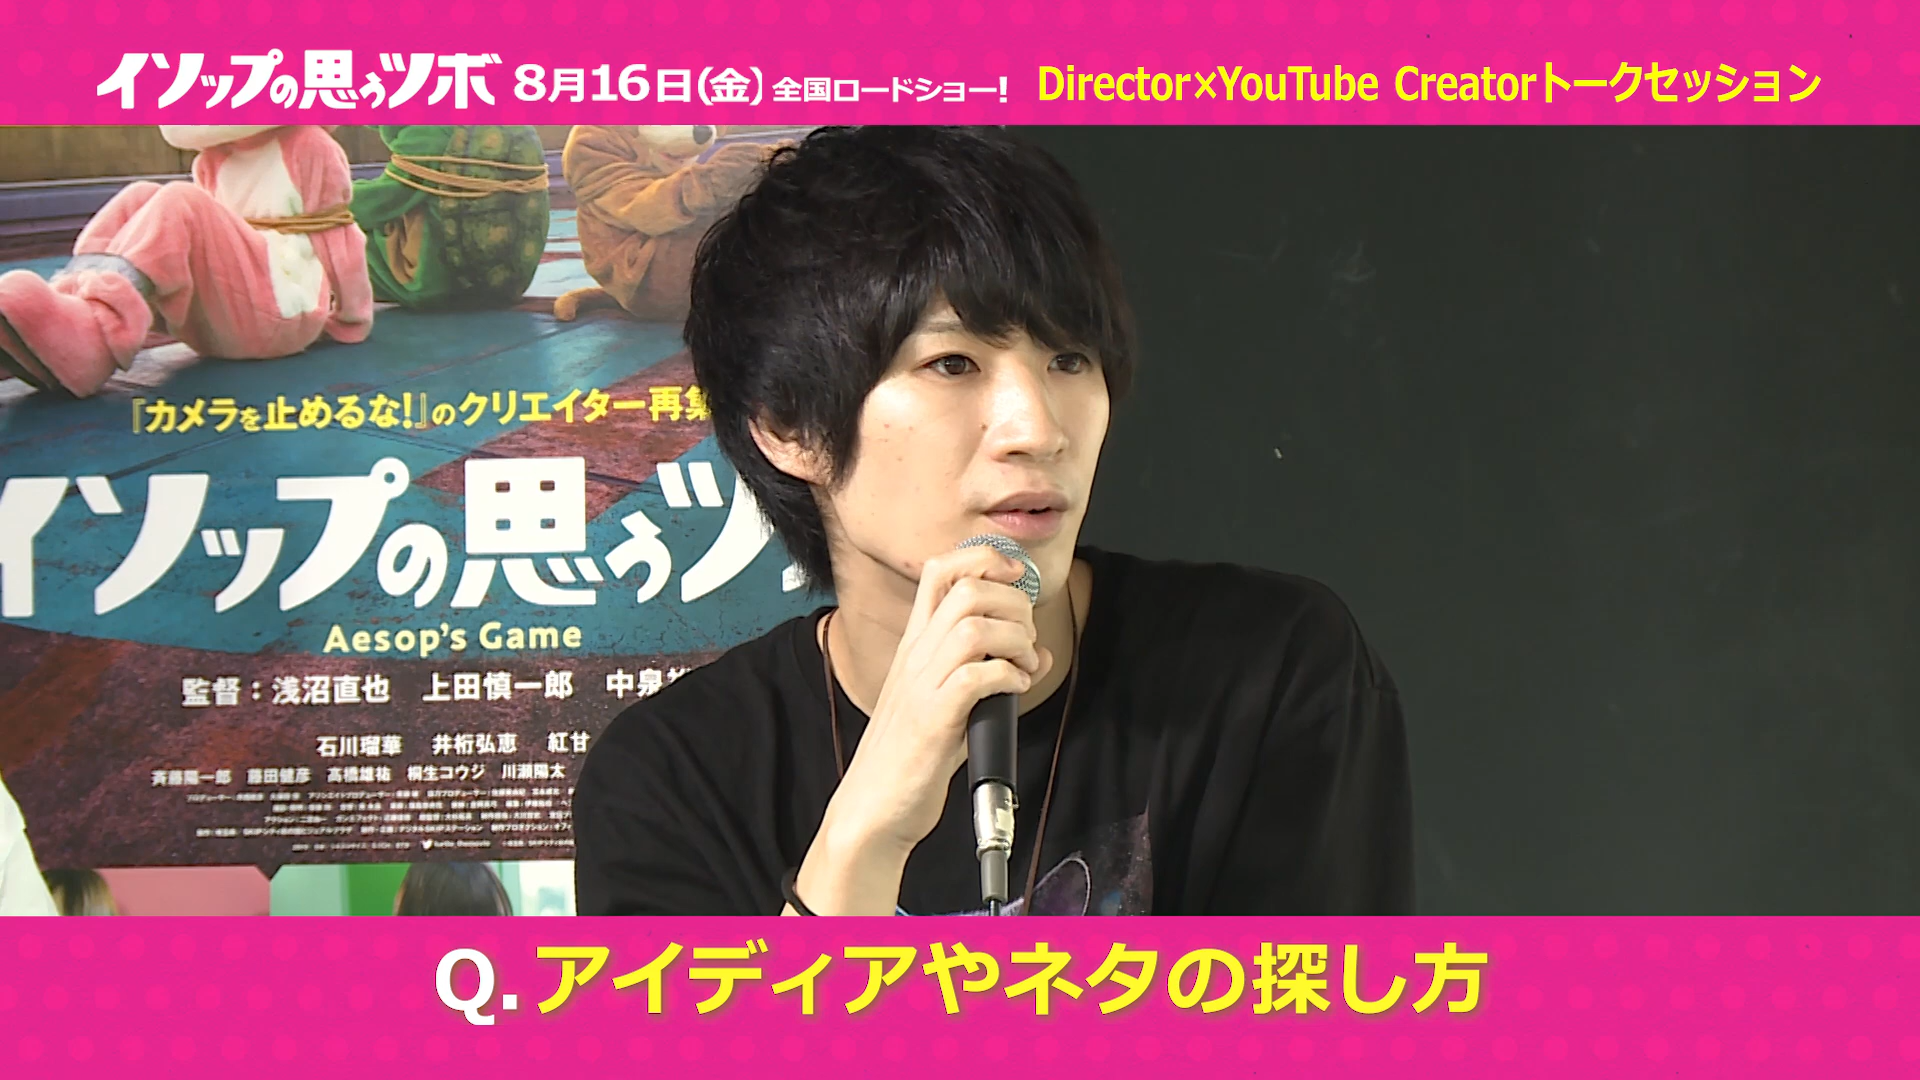 イソップの思うツボ 8月16日(金)全国ロードショー! Director×YouTube Creatorトークセッション
『カメラを止めるな!』のクリエイター再集
イソップの思うツ
Aesop's Game
監督:浅沼直也 上田慎一郎 中泉裕
石川瑠華 井桁弘恵 紅甘
斉藤陽一郎 藤田健彦 髙橋雄祐 桐生コウジ 川瀬陽太
Q.アイディアやネタの探し方